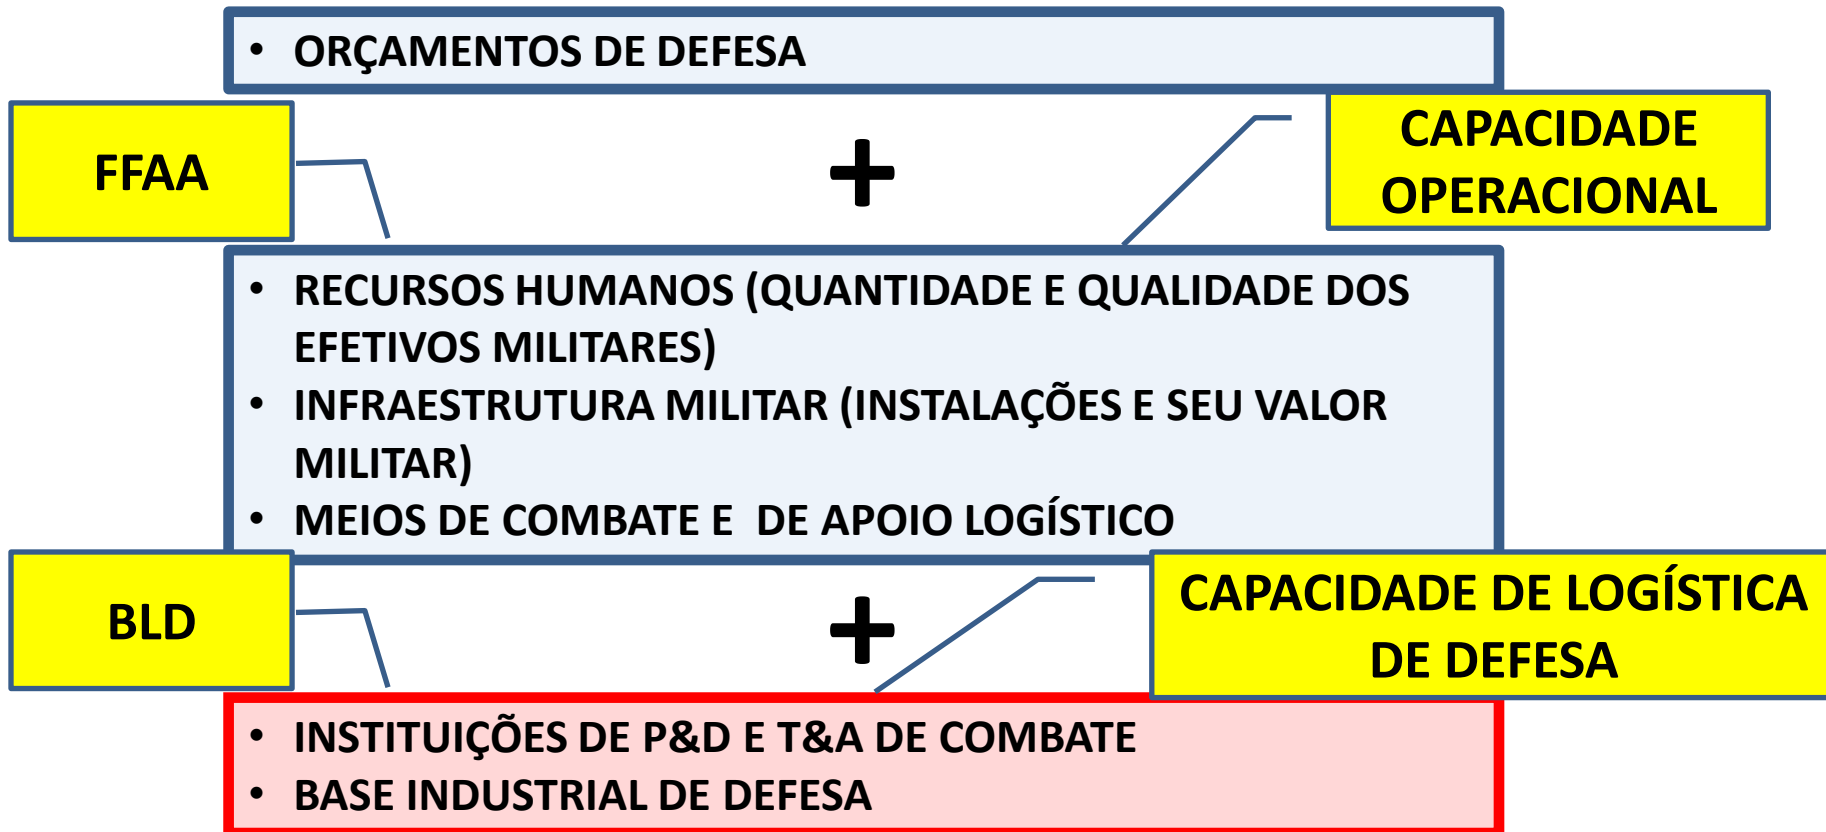 • ORÇAMENTOS DE DEFESA
FFAA
+
CAPACIDADE
OPERACIONAL
• RECURSOS HUMANOS (QUANTIDADE E QUALIDADE DOS
EFETIVOS MILITARES)
• INFRAESTRUTURA MILITAR (INSTALAÇÕES E SEU VALOR
MILITAR)
• MEIOS DE COMBATE E DE APOIO LOGÍSTICO
BLD
+
CAPACIDADE DE LOGÍSTICA
DE DEFESA
• INSTITUIÇÕES DE P&D E T&A DE COMBATE
• BASE INDUSTRIAL DE DEFESA